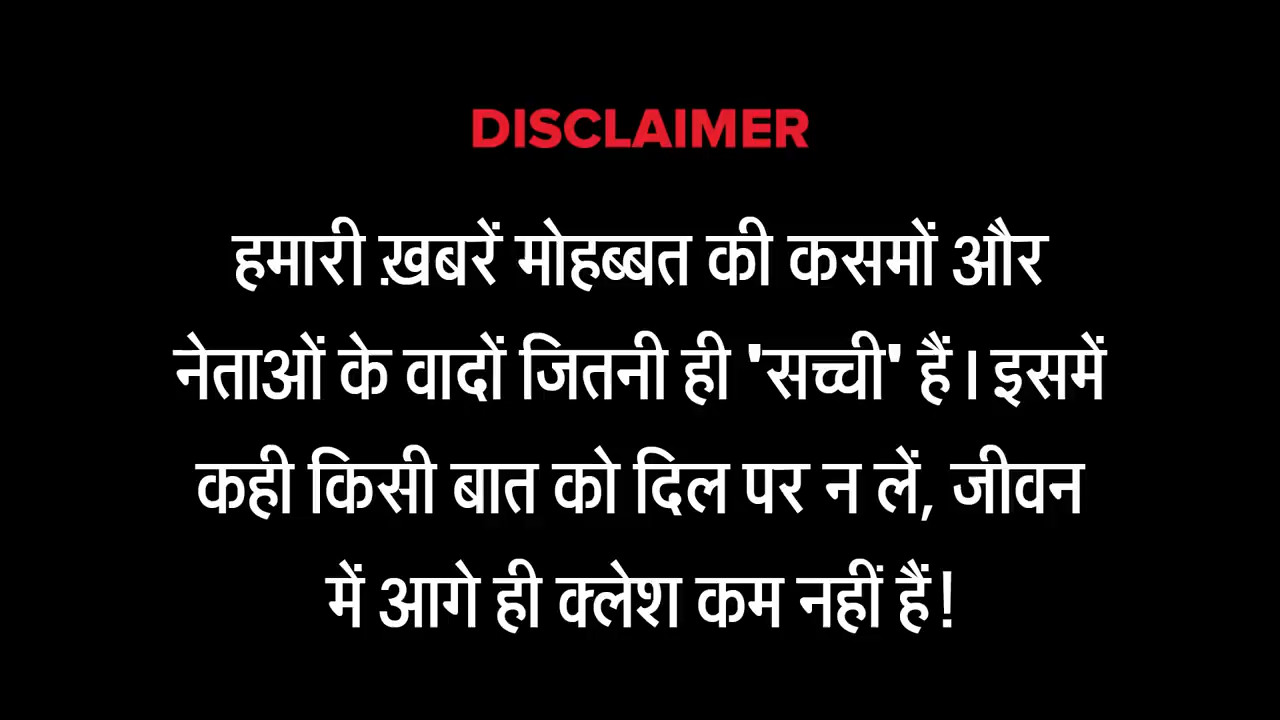 DISCLAIMER
हमारी ख़बरें मोहब्बत की कसमों और
नेताओं के वादों जितनी ही 'सच्ची' हैं। इसमें
कही किसी बात को दिल पर न लें, जीवन
में आगे ही क्लेश कम नहीं हैं!